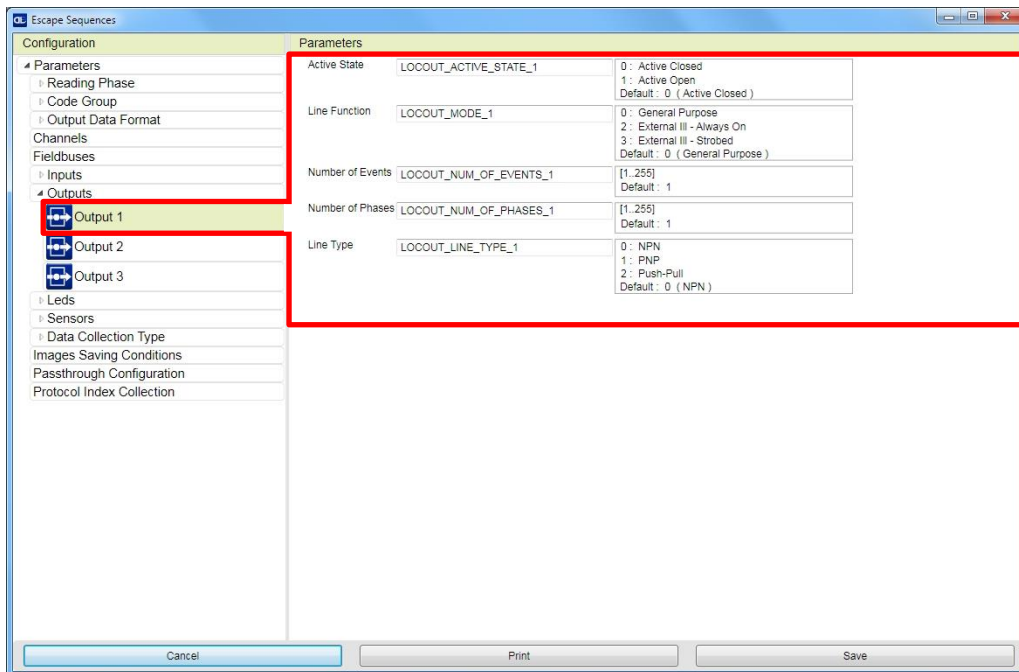 DL Escape Sequences
Configuration
Parameters
Reading Phase
Code Group
Output Data Format
Channels
Fieldbuses
Inputs
Outputs
Output 1
Output 2
Output 3
Leds
Sensors
Data Collection Type
Images Saving Conditions
Passthrough Configuration
Protocol Index Collection
Parameters
Active State LOCOUT_ACTIVE_STATE_1
0 : Active Closed
1 : Active Open
Default : 0 ( Active Closed )
Line Function LOCOUT_MODE_1
0 : General Purpose
2 : External Ill - Always On
3 : External Ill - Strobed
Default : 0 ( General Purpose )
Number of Events LOCOUT_NUM_OF_EVENTS_1
[1..255]
Default : 1
Number of Phases LOCOUT_NUM_OF_PHASES_1
[1..255]
Default : 1
Line Type LOCOUT_LINE_TYPE_1
0 : NPN
1 : PNP
2 : Push-Pull
Default : 0 ( NPN )
Cancel Print Save